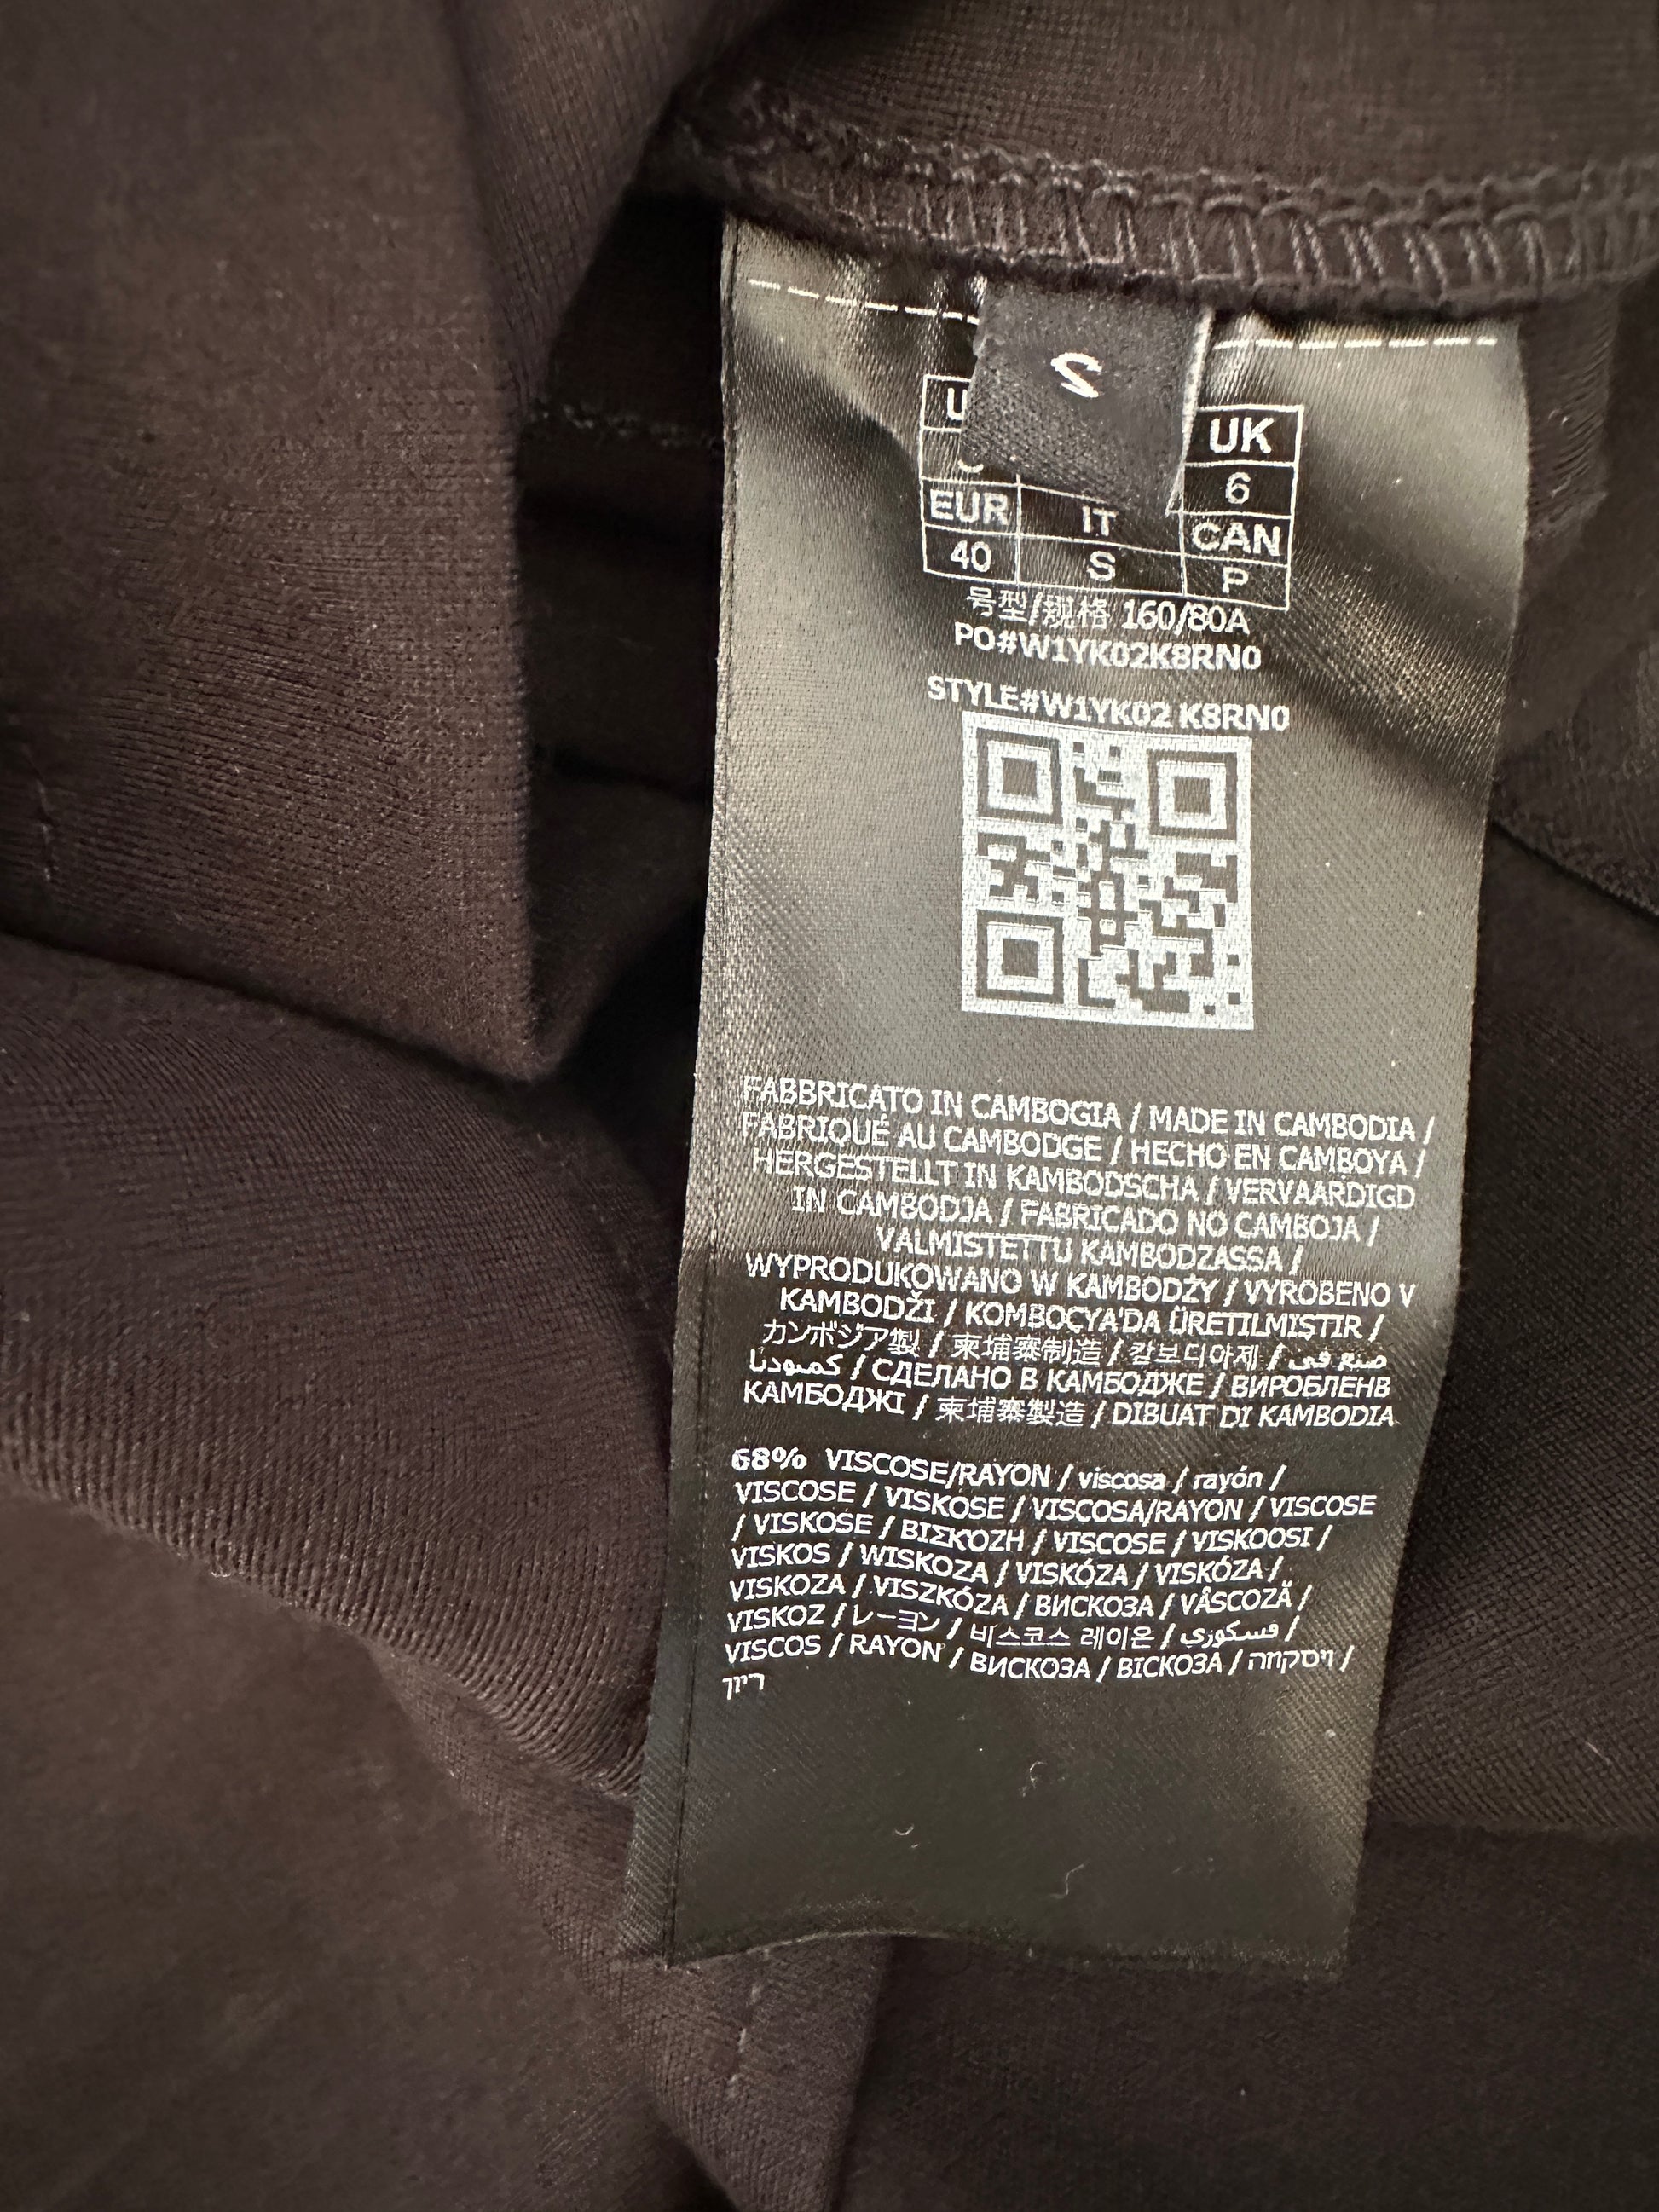 S
UK
6
EUR IT CAN
40 S P
号型/规格 160/80A
PO#W1YK02K8RN0
STYLE#W1YK02 K8RN0
FABBRICATO IN CAMBOGIA / MADE IN CAMBODIA /
FABRIQUÉ AU CAMBODGE / HECHO EN CAMBOYA /
HERGESTELLT IN KAMBODSCHA / VERVAARDIGD
IN CAMBODJA / FABRICADO NO CAMBOJA /
VALMISTETTU KAMBODZASSA /
WYPRODUKOWANO W KAMBODŻY / VYROBENO V
KAMBODŽI / KOMBOÇYA'DA ÜRETILMIŞTIR /
カンボジア製 / 柬埔寨制造 / 캄보디아제 / صنع في
كمبوديا / СДЕЛАНО В КАМБОДЖЕ / ВИРОБЛЕНВ
КАМБОДЖІ / 柬埔寨製造 / DIBUAT DI KAMBODIA
68% VISCOSE/RAYON / viscosa / rayón /
VISCOSE / VISKOSE / VISCOSA/RAYON / VISCOSE
/ VISKOSE / ΒΙΣΚΟΖΗ / VISCOSE / VISKOOSI /
VISKOS / WISKOZA / VISKÓZA / VISKÓZA /
VISKOZA / VISZKÓZA / ВИСКОЗА / VÂSCOZĂ /
VISKOZ / レーヨン / 비스코스 레이온 / فسكوزي /
VISCOS / RAYON / ВИСКОЗА / ВІСКОЗА / ויסקוזה /
ריון